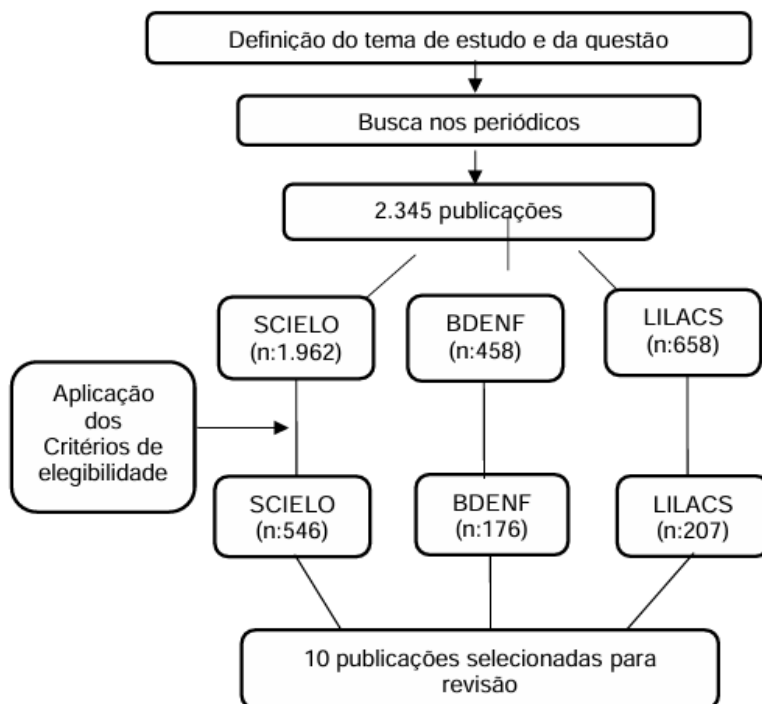 Definição do tema de estudo e da questão
Busca nos periódicos
2.345 publicações
SCIELO
(n:1.962)
BDENF
(n:458)
LILACS
(n:658)
Aplicação
dos
Critérios de
elegibilidade
SCIELO
(n:546)
BDENF
(n:176)
LILACS
(n:207)
10 publicações selecionadas para
revisão